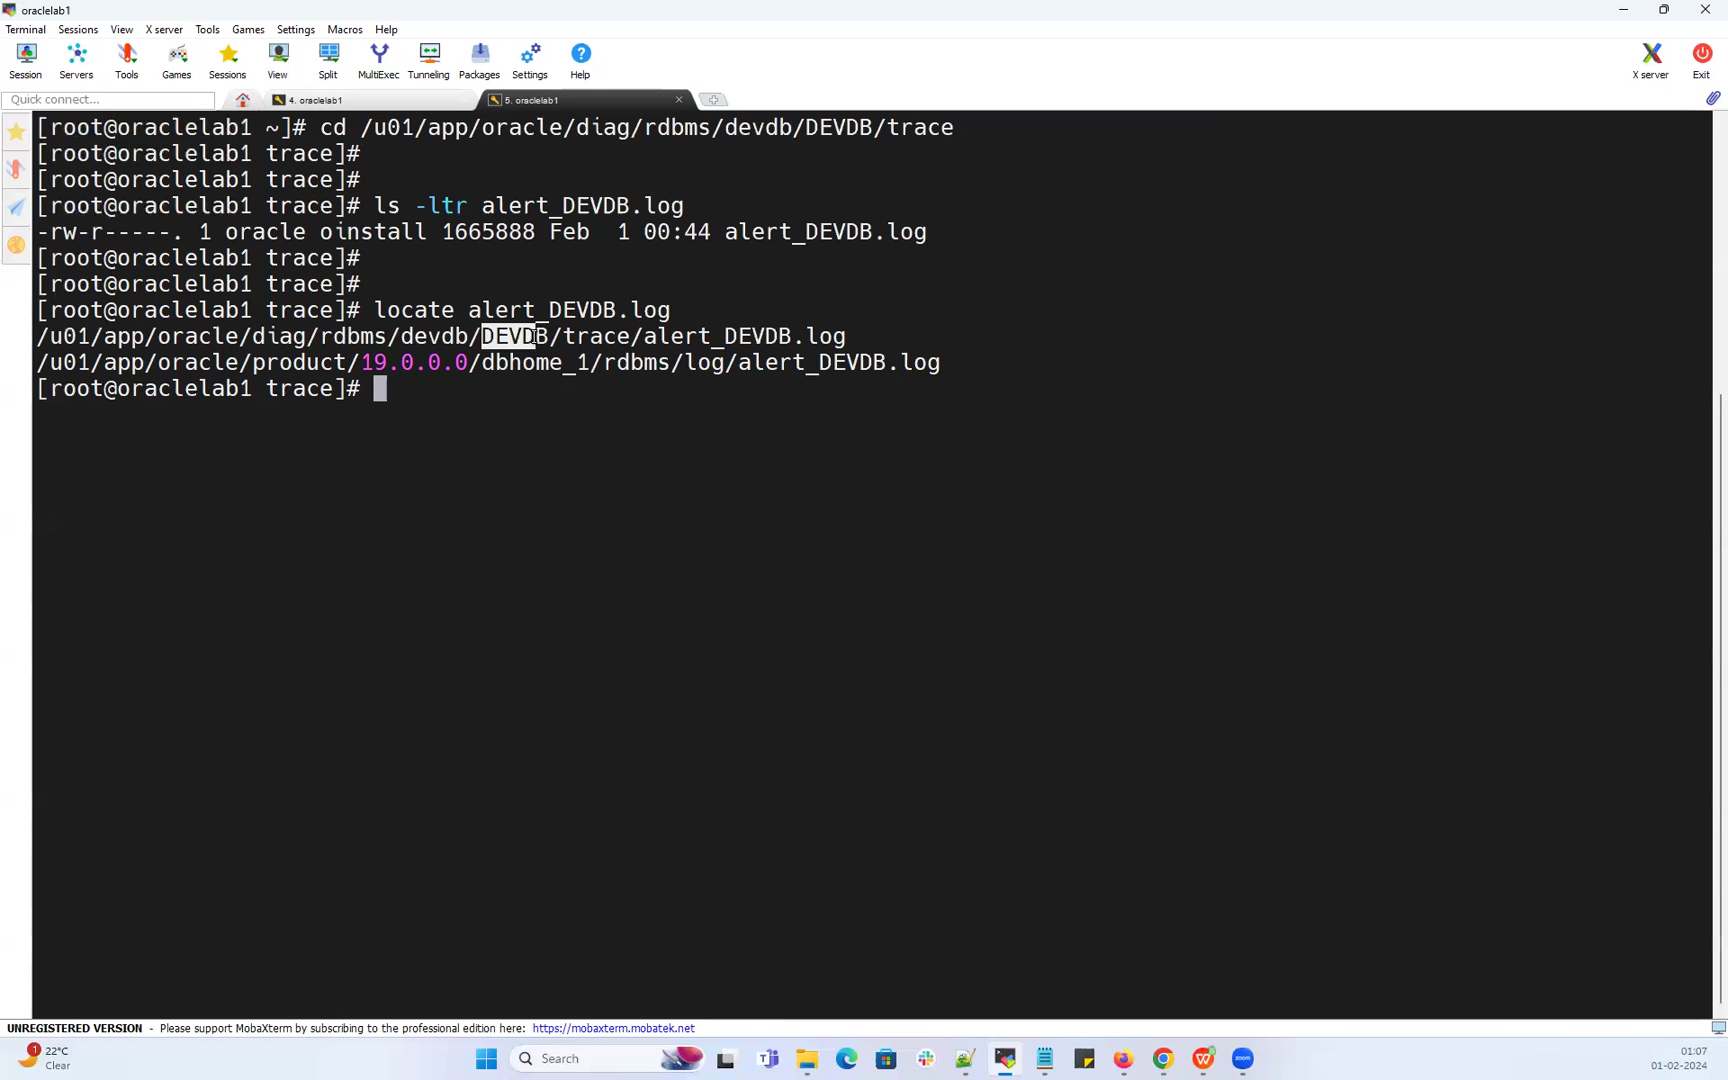 oraclelab1
Terminal Sessions View X server Tools Games Settings Macros Help
Session Servers Tools Games Sessions View Split MultiExec Tunneling Packages Settings Help X server Exit
Quick connect... 4. oraclelab1 5. oraclelab1
[root@oraclelab1 ~]# cd /u01/app/oracle/diag/rdbms/devdb/DEVDB/trace
[root@oraclelab1 trace]#
[root@oraclelab1 trace]#
[root@oraclelab1 trace]# ls -ltr alert_DEVDB.log
-rw-r-----. 1 oracle oinstall 1665888 Feb  1 00:44 alert_DEVDB.log
[root@oraclelab1 trace]#
[root@oraclelab1 trace]#
[root@oraclelab1 trace]# locate alert_DEVDB.log
/u01/app/oracle/diag/rdbms/devdb/DEVDB/trace/alert_DEVDB.log
/u01/app/oracle/product/19.0.0.0/dbhome_1/rdbms/log/alert_DEVDB.log
[root@oraclelab1 trace]#
UNREGISTERED VERSION - Please support MobaXterm by subscribing to the professional edition here: https://mobaxterm.mobatek.net
1 22°C
Clear
Search
zoom
01:07
01-02-2024